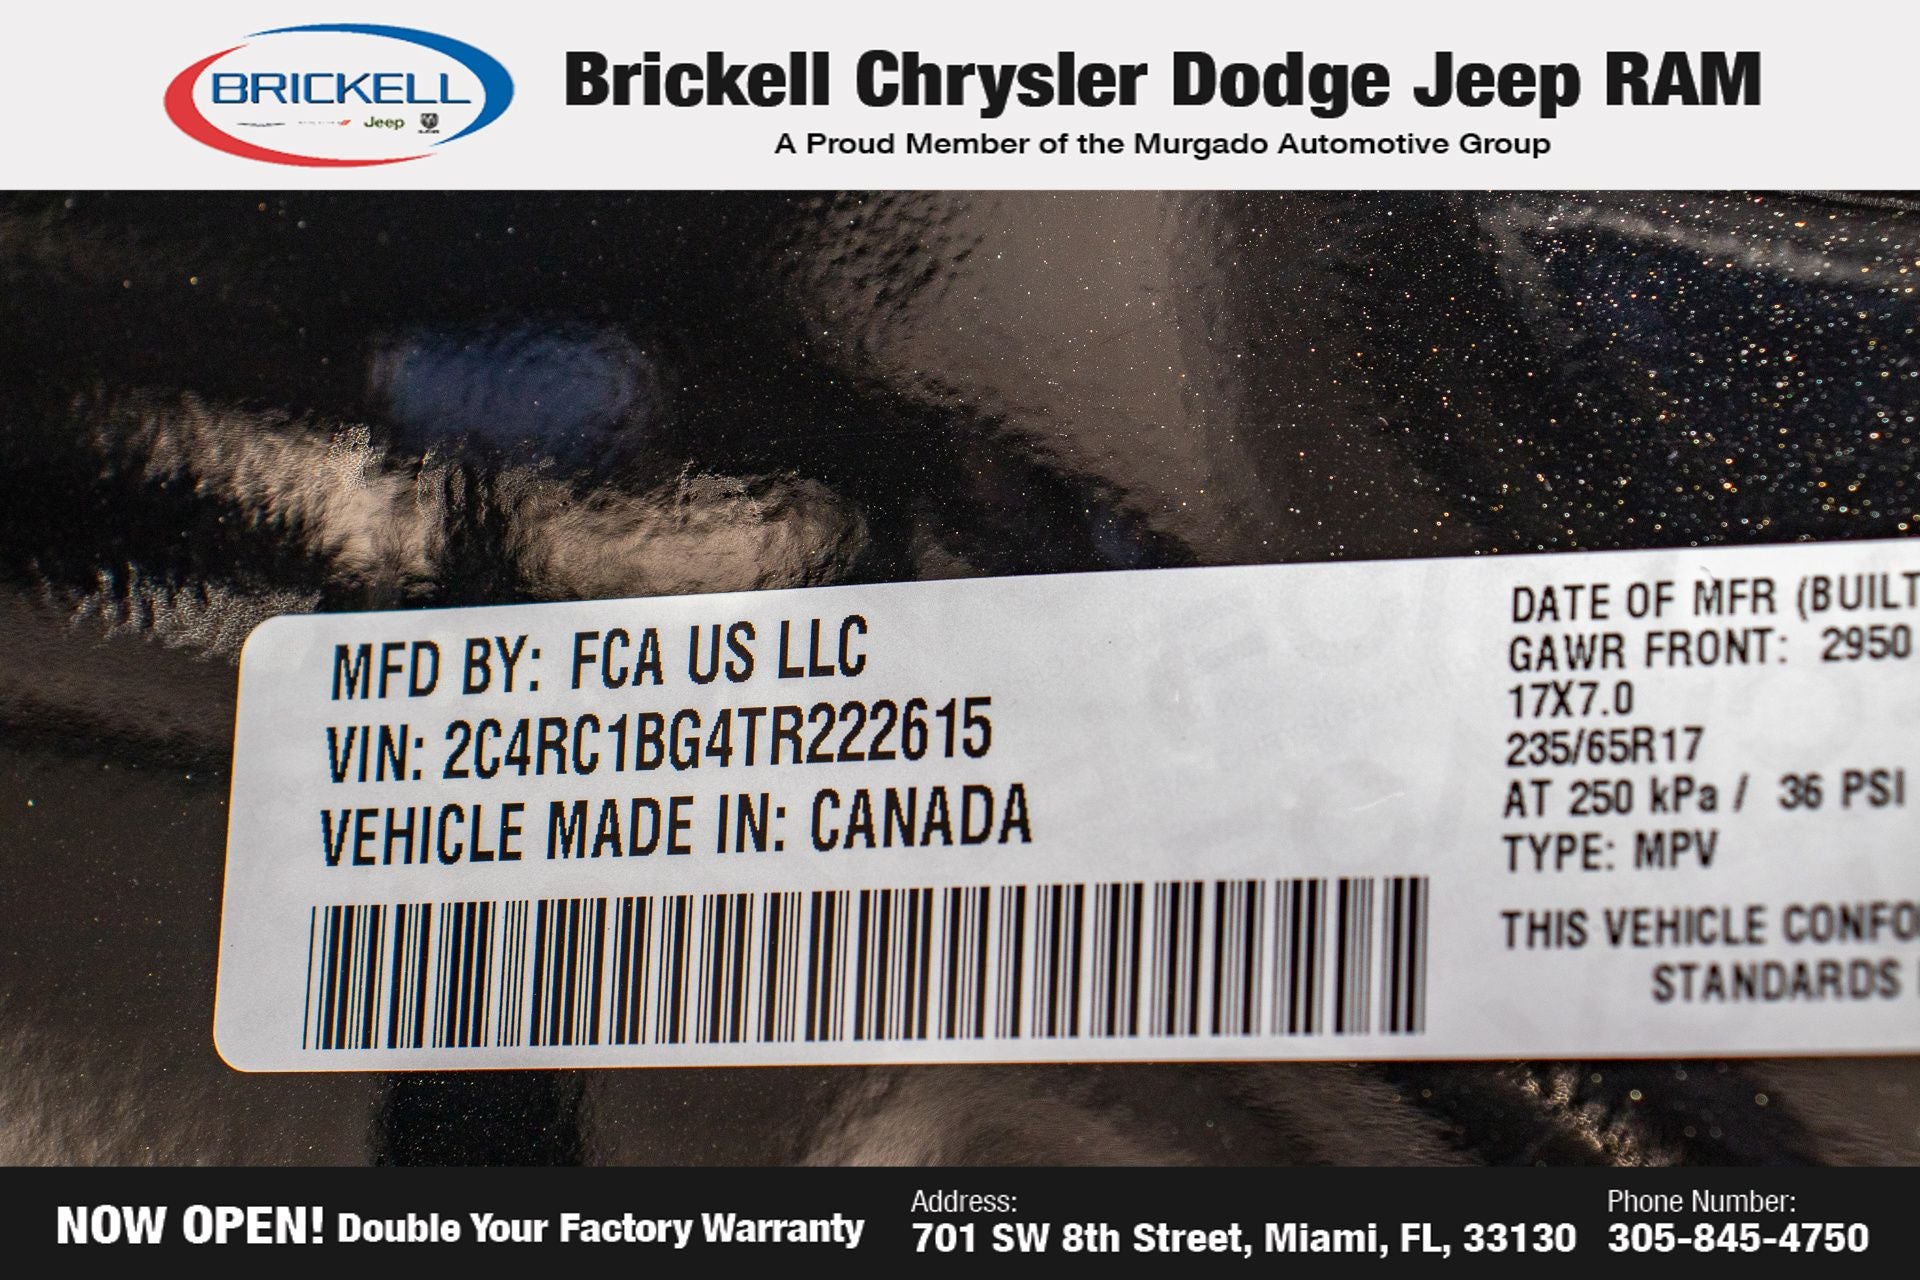 BRICKELL
Jeep
RAM
Brickell Chrysler Dodge Jeep RAM
A Proud Member of the Murgado Automotive Group
MFD BY: FCA US LLC
VIN: 2C4RC1BG4TR222615
VEHICLE MADE IN: CANADA
DATE OF MFR (BUILT
GAWR FRONT: 2950
17X7.0
235/65R17
AT 250 kPa / 36 PSI
TYPE: MPV
THIS VEHICLE CONFO
STANDARDS
NOW OPEN! Double Your Factory Warranty
Address:
701 SW 8th Street, Miami, FL, 33130
Phone Number:
305-845-4750